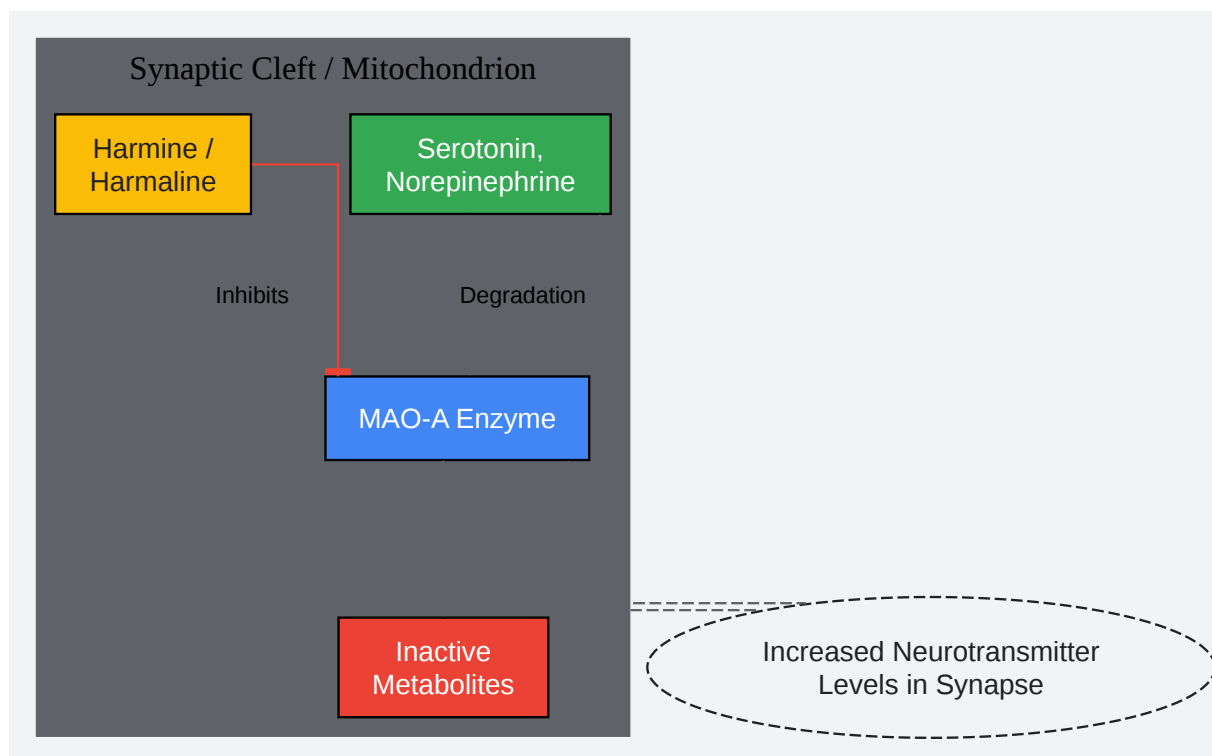 Synaptic Cleft / Mitochondrion
Harmine /
Harmaline
Serotonin,
Norepinephrine
Inhibits
Degradation
MAO-A Enzyme
Inactive
Metabolites
Increased Neurotransmitter
Levels in Synapse